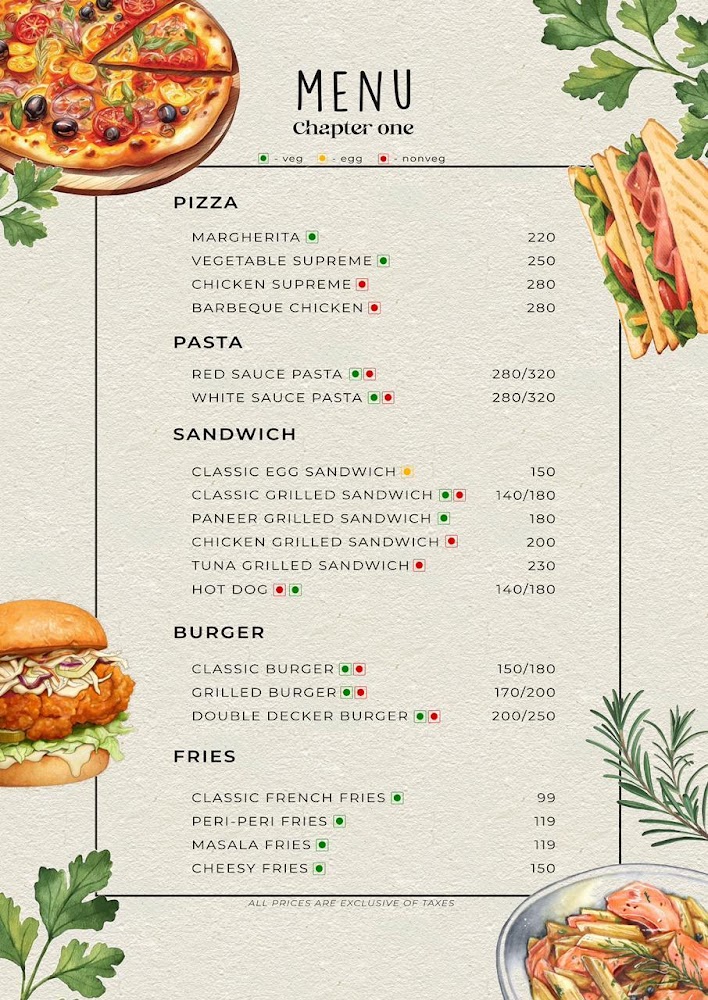 MENU
Chapter one
- veg - egg - nonveg
PIZZA
MARGHERITA 220
VEGETABLE SUPREME 250
CHICKEN SUPREME 280
BARBEQUE CHICKEN 280
PASTA
RED SAUCE PASTA 280/320
WHITE SAUCE PASTA 280/320
SANDWICH
CLASSIC EGG SANDWICH 150
CLASSIC GRILLED SANDWICH 140/180
PANEER GRILLED SANDWICH 180
CHICKEN GRILLED SANDWICH 200
TUNA GRILLED SANDWICH 230
HOT DOG 140/180
BURGER
CLASSIC BURGER 150/180
GRILLED BURGER 170/200
DOUBLE DECKER BURGER 200/250
FRIES
CLASSIC FRENCH FRIES 99
PERI-PERI FRIES 119
MASALA FRIES 119
CHEESY FRIES 150
ALL PRICES ARE EXCLUSIVE OF TAXES